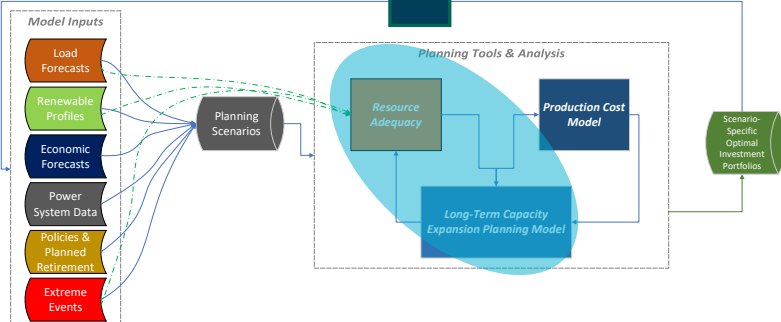 Model Inputs
Load
Forecasts
Renewable
Profiles
Economic
Forecasts
Power
System Data
Policies &
Planned
Retirement
Extreme
Events
Planning
Scenarios
Planning Tools & Analysis
Resource
Adequacy
Production Cost
Model
Long-Term Capacity
Expansion Planning Model
Scenario-
Specific
Optimal
Investment
Portfolios